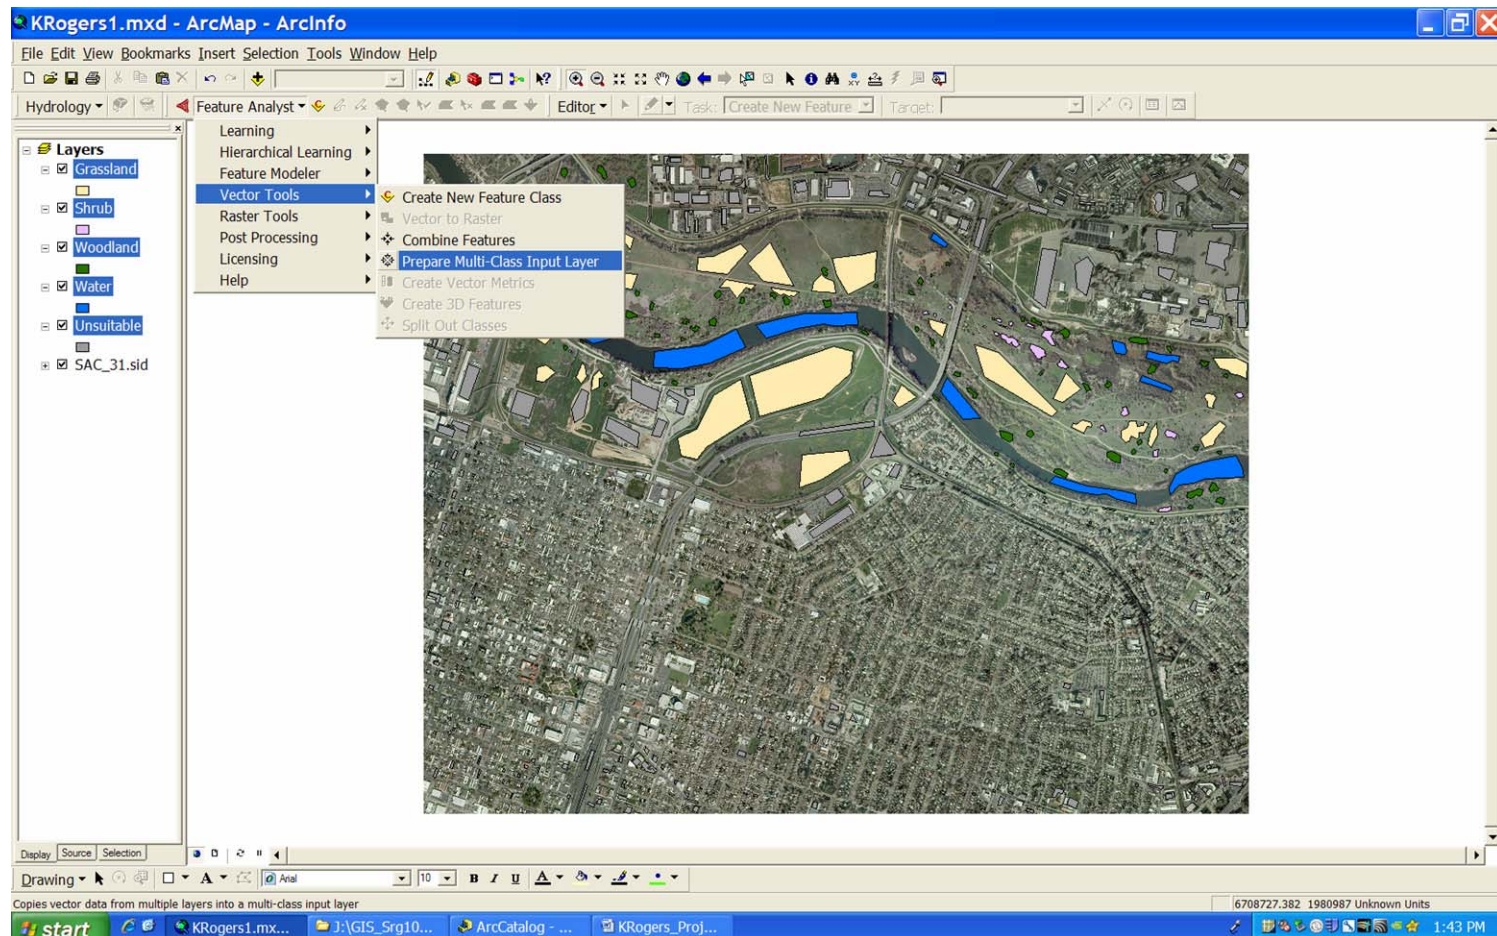 KRogers1.mxd - ArcMap - ArcInfo
File Edit View Bookmarks Insert Selection Tools Window Help
Hydrology Feature Analyst Editor Task: Create New Feature Target:
Learning
Hierarchical Learning
Feature Modeler
Vector Tools
Raster Tools
Post Processing
Licensing
Help
Create New Feature Class
Vector to Raster
Combine Features
Prepare Multi-Class Input Layer
Create Vector Metrics
Create 3D Features
Split Out Classes
Layers
Grassland
Shrub
Woodland
Water
Unsuitable
SAC_31.sid
Display Source Selection
Drawing A Arial 10 B I U A
Copies vector data from multiple layers into a multi-class input layer
6708727.382 1980987 Unknown Units
start KRogers1.mx... J:\GIS_Srg10... ArcCatalog - ... KRogers_Proj... 1:43 PM